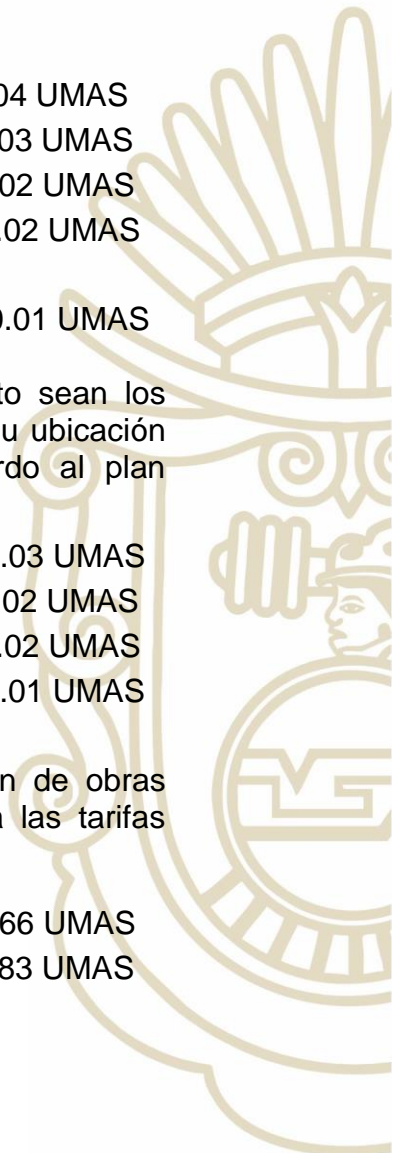 04 UMAS
03 UMAS
02 UMAS
.02 UMAS
0.01 UMAS
to sean los
u ubicación
rdo al plan
.03 UMAS
02 UMAS
.02 UMAS
.01 UMAS
n de obras
a las tarifas
66 UMAS
83 UMAS